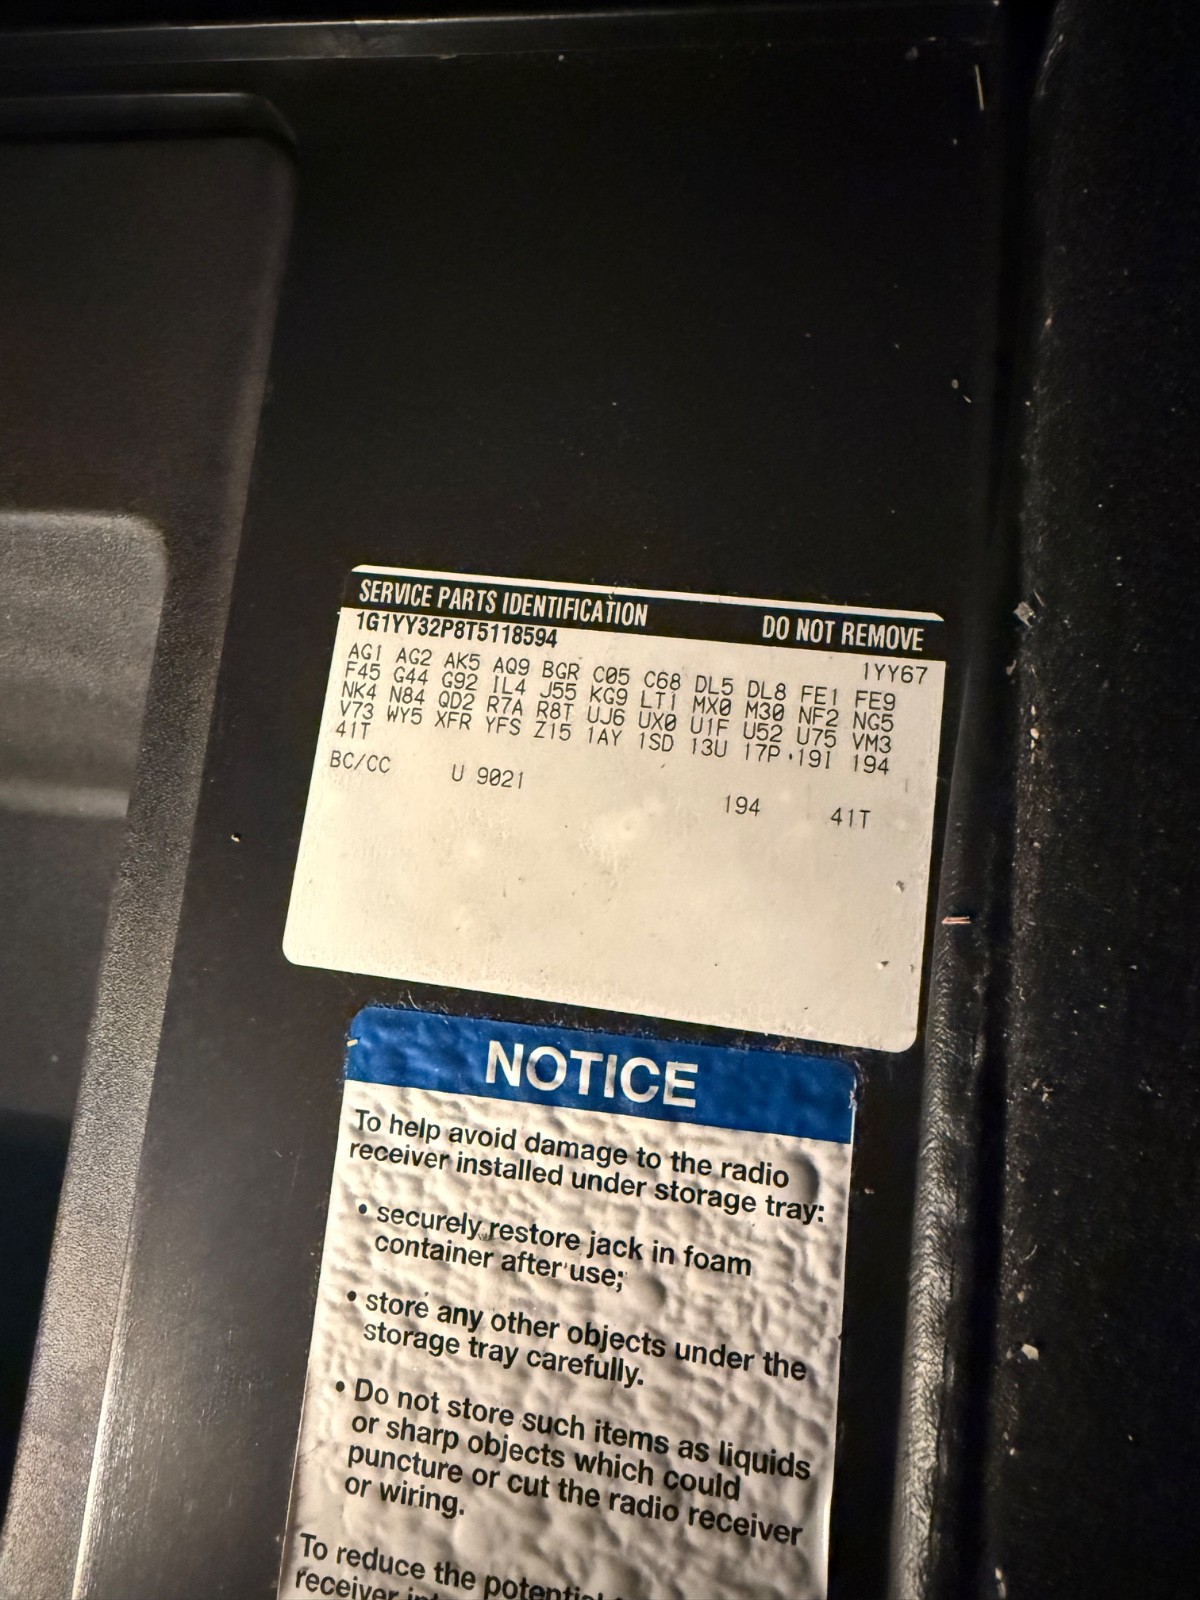 SERVICE PARTS IDENTIFICATION DO NOT REMOVE
1G1YY32P8T5118594 1YY67
AG1 AG2 AK5 AQ9 BGR C05 C68 DL5 DL8 FE1 FE9
F45 G44 G92 IL4 J55 KG9 LT1 MX0 M30 NF2 NG5
NK4 N84 QD2 R7A R8T UJ6 UX0 U1F U52 U75 VM3
V73 WY5 XFR YFS Z15 1AY 1SD 13U 17P 19I 194
41T
BC/CC U 9021 194 41T
NOTICE
To help avoid damage to the radio
receiver installed under storage tray:
• securely restore jack in foam
container after use;
• store any other objects under the
storage tray carefully.
• Do not store such items as liquids
or sharp objects which could
puncture or cut the radio receiver
or wiring.
To reduce the potential
receiver